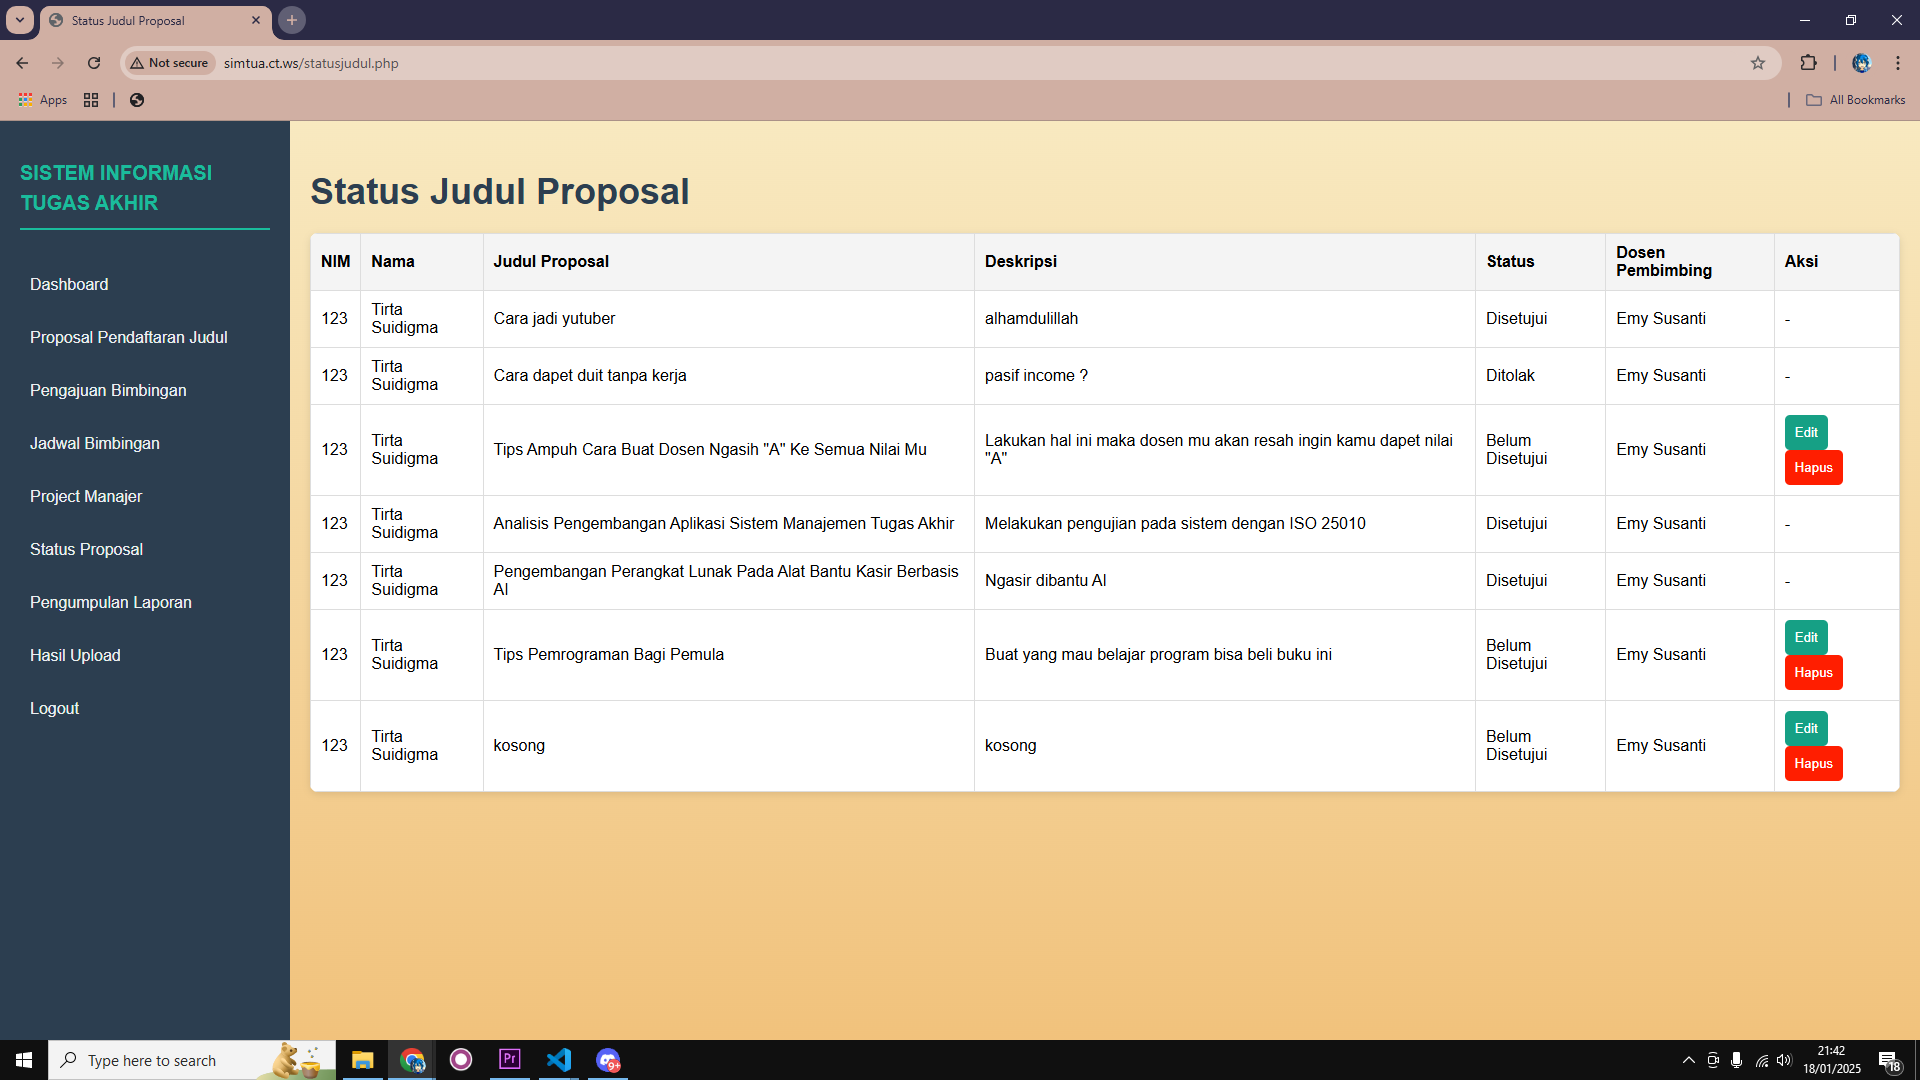 Status Judul Proposal
Not secure
simtua.ct.ws/statusjudul.php
Apps
All Bookmarks
SISTEM INFORMASI
TUGAS AKHIR
Dashboard
Proposal Pendaftaran Judul
Pengajuan Bimbingan
Jadwal Bimbingan
Project Manajer
Status Proposal
Pengumpulan Laporan
Hasil Upload
Logout
Status Judul Proposal
NIM Nama Judul Proposal Deskripsi Status Dosen
Pembimbing Aksi
123 Tirta
Suidigma Cara jadi yutuber alhamdulillah Disetujui Emy Susanti -
123 Tirta
Suidigma Cara dapet duit tanpa kerja pasif income ? Ditolak Emy Susanti -
123 Tirta
Suidigma Tips Ampuh Cara Buat Dosen Ngasih "A" Ke Semua Nilai Mu Lakukan hal ini maka dosen mu akan resah ingin kamu dapet nilai
"A" Belum
Disetujui Emy Susanti Edit
Hapus
123 Tirta
Suidigma Analisis Pengembangan Aplikasi Sistem Manajemen Tugas Akhir Melakukan pengujian pada sistem dengan ISO 25010 Disetujui Emy Susanti -
123 Tirta
Suidigma Pengembangan Perangkat Lunak Pada Alat Bantu Kasir Berbasis
AI Ngasir dibantu AI Disetujui Emy Susanti -
123 Tirta
Suidigma Tips Pemrograman Bagi Pemula Buat yang mau belajar program bisa beli buku ini Belum
Disetujui Emy Susanti Edit
Hapus
123 Tirta
Suidigma kosong kosong Belum
Disetujui Emy Susanti Edit
Hapus
Type here to search
Pr
9+
21:42
18/01/2025
18